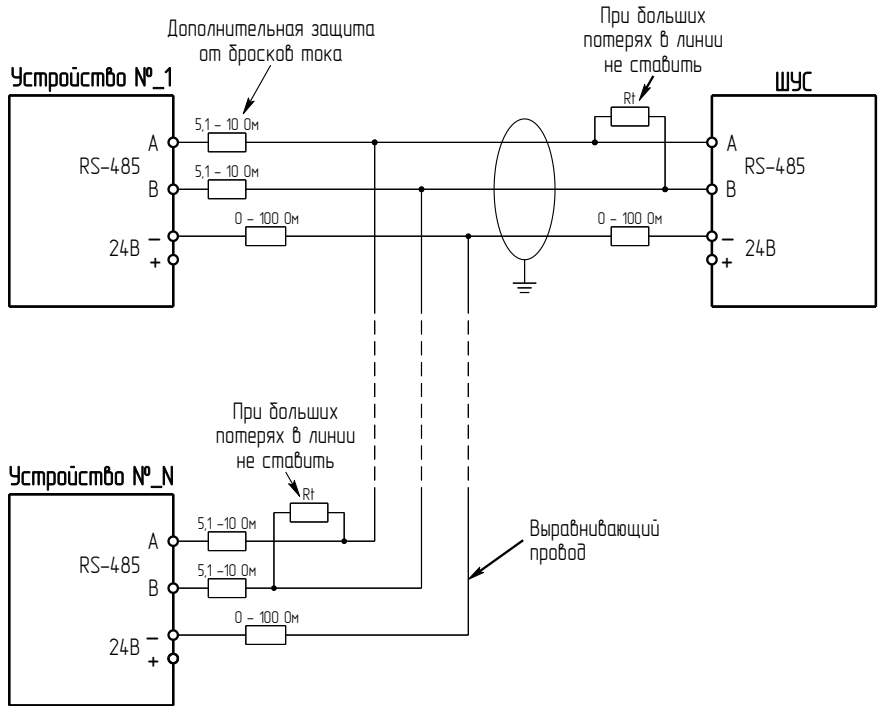 Дополнительная защита
от бросков тока
При больших
потерях в линии
не ставить
Устройство №_1
ШУС
Rt
5,1 – 10 Ом
A
A
RS-485
RS-485
5,1 – 10 Ом
B
B
0 – 100 Ом
0 – 100 Ом
–
–
24В
24В
+
+
При больших
потерях в линии
не ставить
Устройство №_N
Rt
5,1 –10 Ом
A
RS-485
5,1 –10 Ом
B
Выравнивающий
провод
0 – 100 Ом
–
24В
+